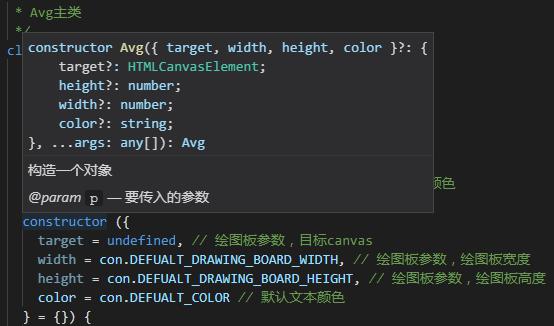 * Avg主类
*/
cl
constructor Avg({ target, width, height, color }?: {
target?: HTMLCanvasElement;
height?: number;
width?: number;
color?: string;
}, ...args: any[]): Avg
构造一个对象
@param p — 要传入的参数
颜色
constructor ({
target = undefined, // 绘图板参数，目标canvas
width = con.DEFUALT_DRAWING_BOARD_WIDTH, // 绘图板参数，绘图板宽度
height = con.DEFUALT_DRAWING_BOARD_HEIGHT, // 绘图板参数，绘图板高度
color = con.DEFUALT_COLOR // 默认文本颜色
} = {}) {